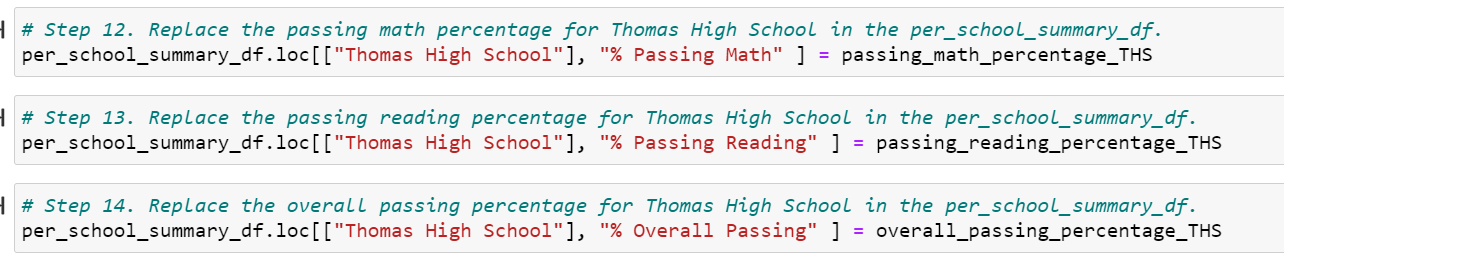 # Step 12. Replace the passing math percentage for Thomas High School in the per_school_summary_df.
per_school_summary_df.loc[["Thomas High School"], "% Passing Math" ] = passing_math_percentage_THS
# Step 13. Replace the passing reading percentage for Thomas High School in the per_school_summary_df.
per_school_summary_df.loc[["Thomas High School"], "% Passing Reading" ] = passing_reading_percentage_THS
# Step 14. Replace the overall passing percentage for Thomas High School in the per_school_summary_df.
per_school_summary_df.loc[["Thomas High School"], "% Overall Passing" ] = overall_passing_percentage_THS